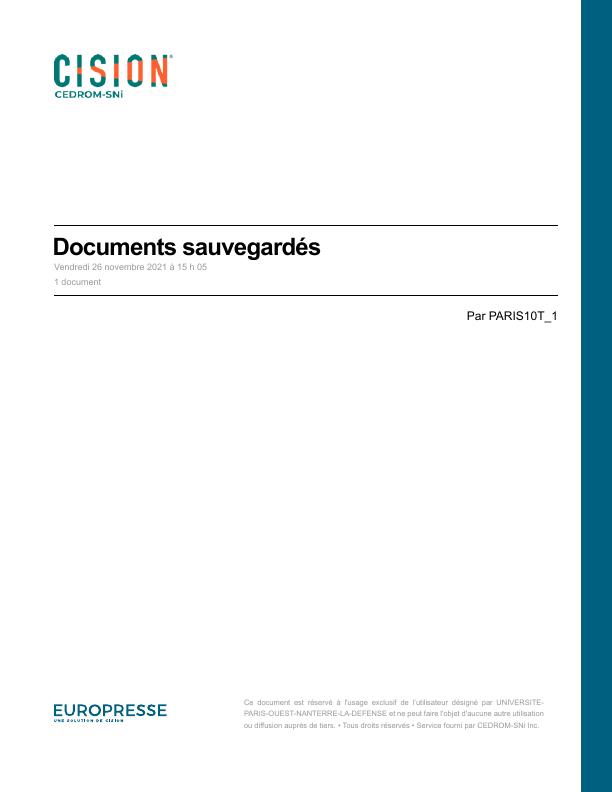 CISION®
CEDROM-SNi
Documents sauvegardés
Vendredi 26 novembre 2021 à 15 h 05
1 document
Par PARIS10T_1
EUROPRESSE
UNE SOLUTION DE CISION
Ce document est réservé à l'usage exclusif de l'utilisateur désigné par UNIVERSITE-
PARIS-OUEST-NANTERRE-LA-DEFENSE et ne peut faire l'objet d'aucune autre utilisation
ou diffusion auprès de tiers. • Tous droits réservés • Service fourni par CEDROM-SNi Inc.